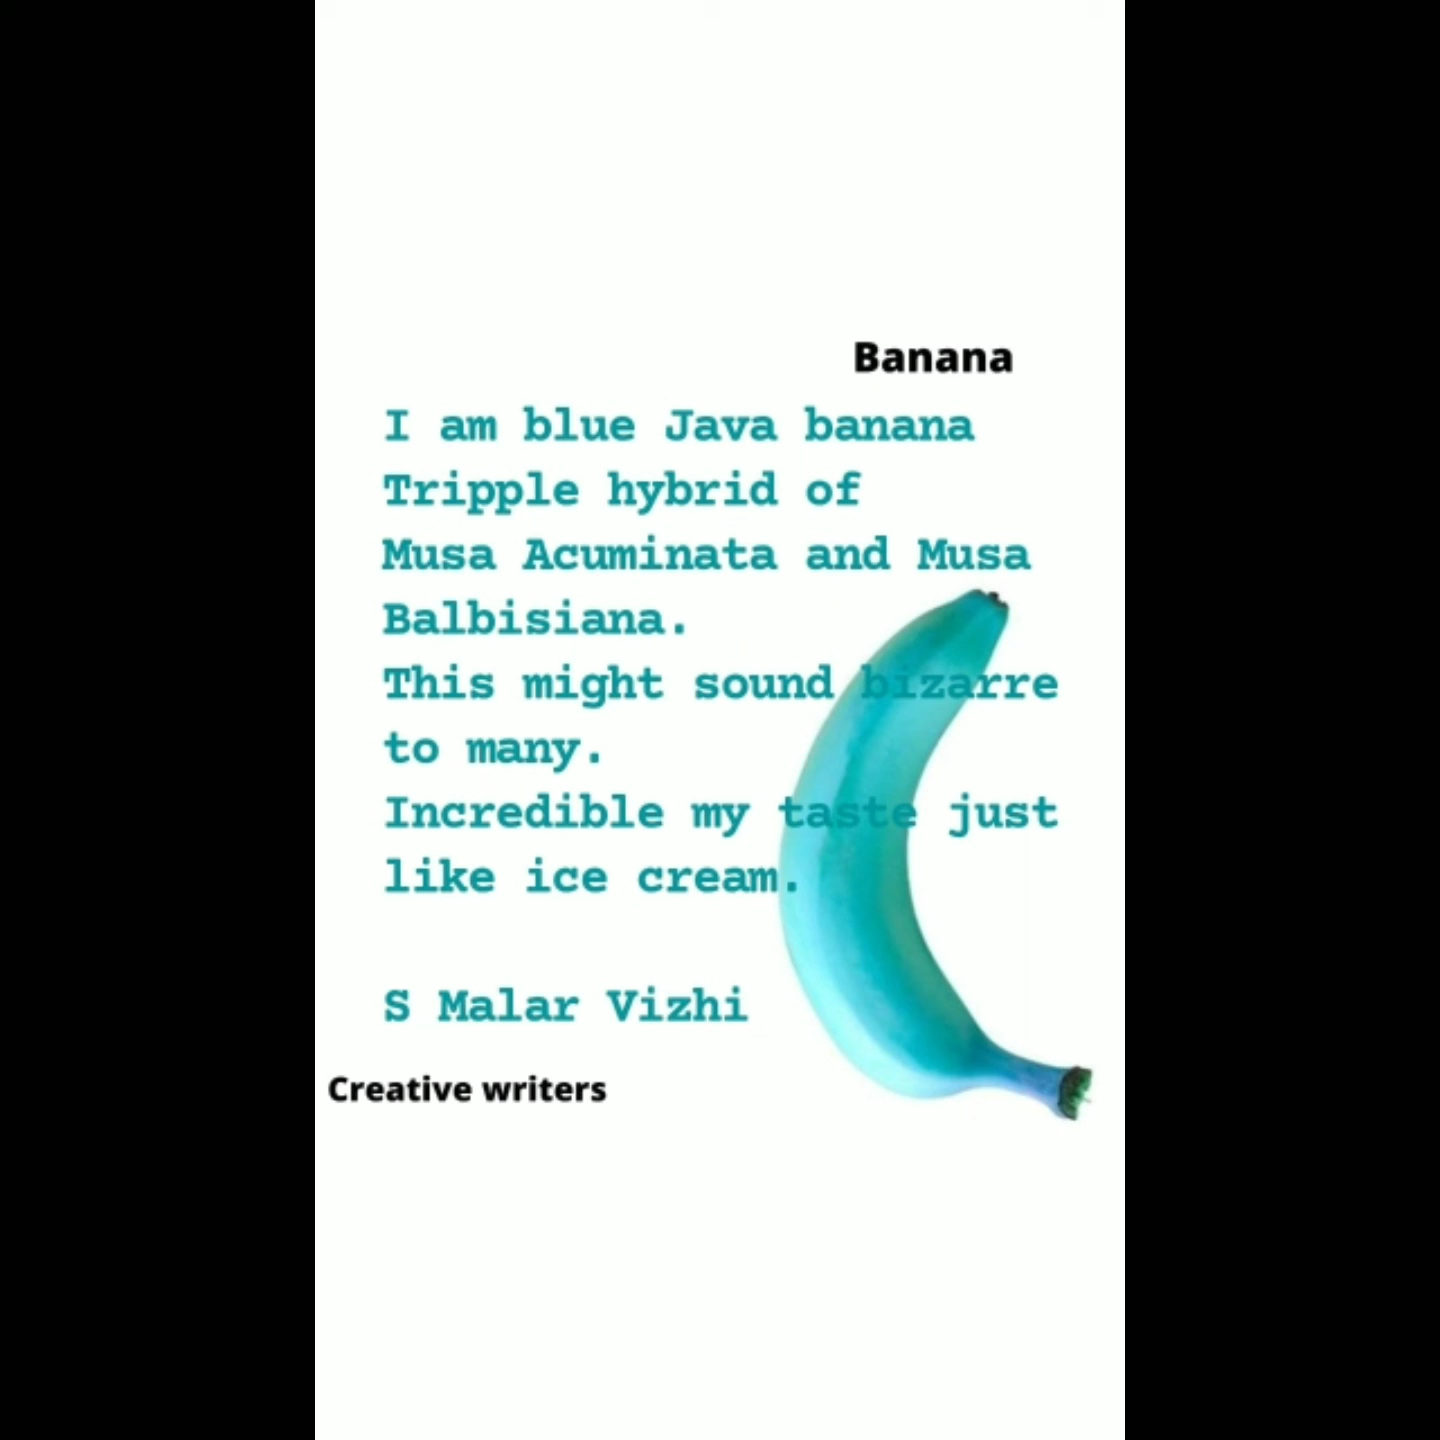 Banana
I am blue Java banana
Tripple hybrid of
Musa Acuminata and Musa
Balbisiana.
This might sound bizarre
to many.
Incredible my taste just
like ice cream.
S Malar Vizhi
Creative writers